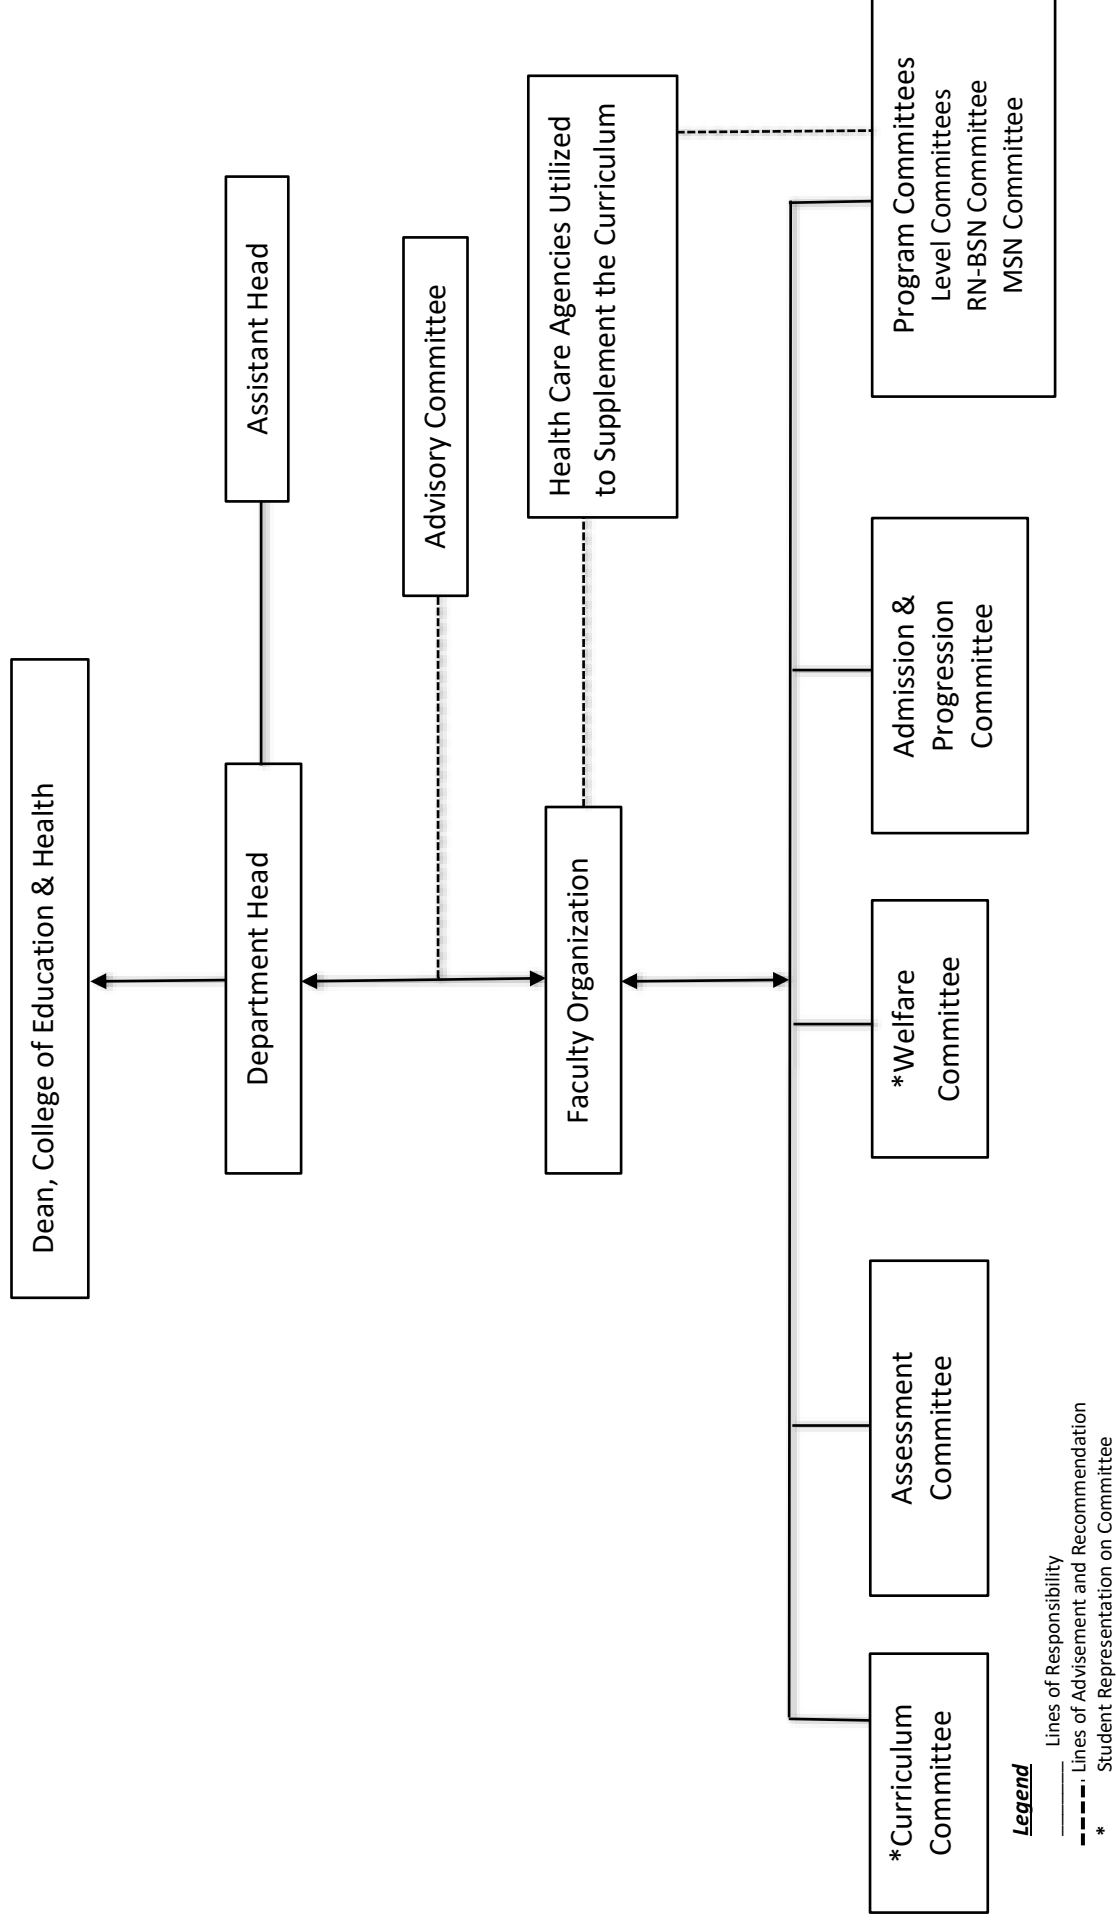 Dean, College of Education & Health
Department Head
Assistant Head
Advisory Committee
Faculty Organization
Health Care Agencies Utilized
to Supplement the Curriculum
*Curriculum
Committee
Assessment
Committee
*Welfare
Committee
Admission &
Progression
Committee
Program Committees
Level Committees
RN-BSN Committee
MSN Committee
Legend
Lines of Responsibility
Lines of Advisement and Recommendation
* Student Representation on Committee